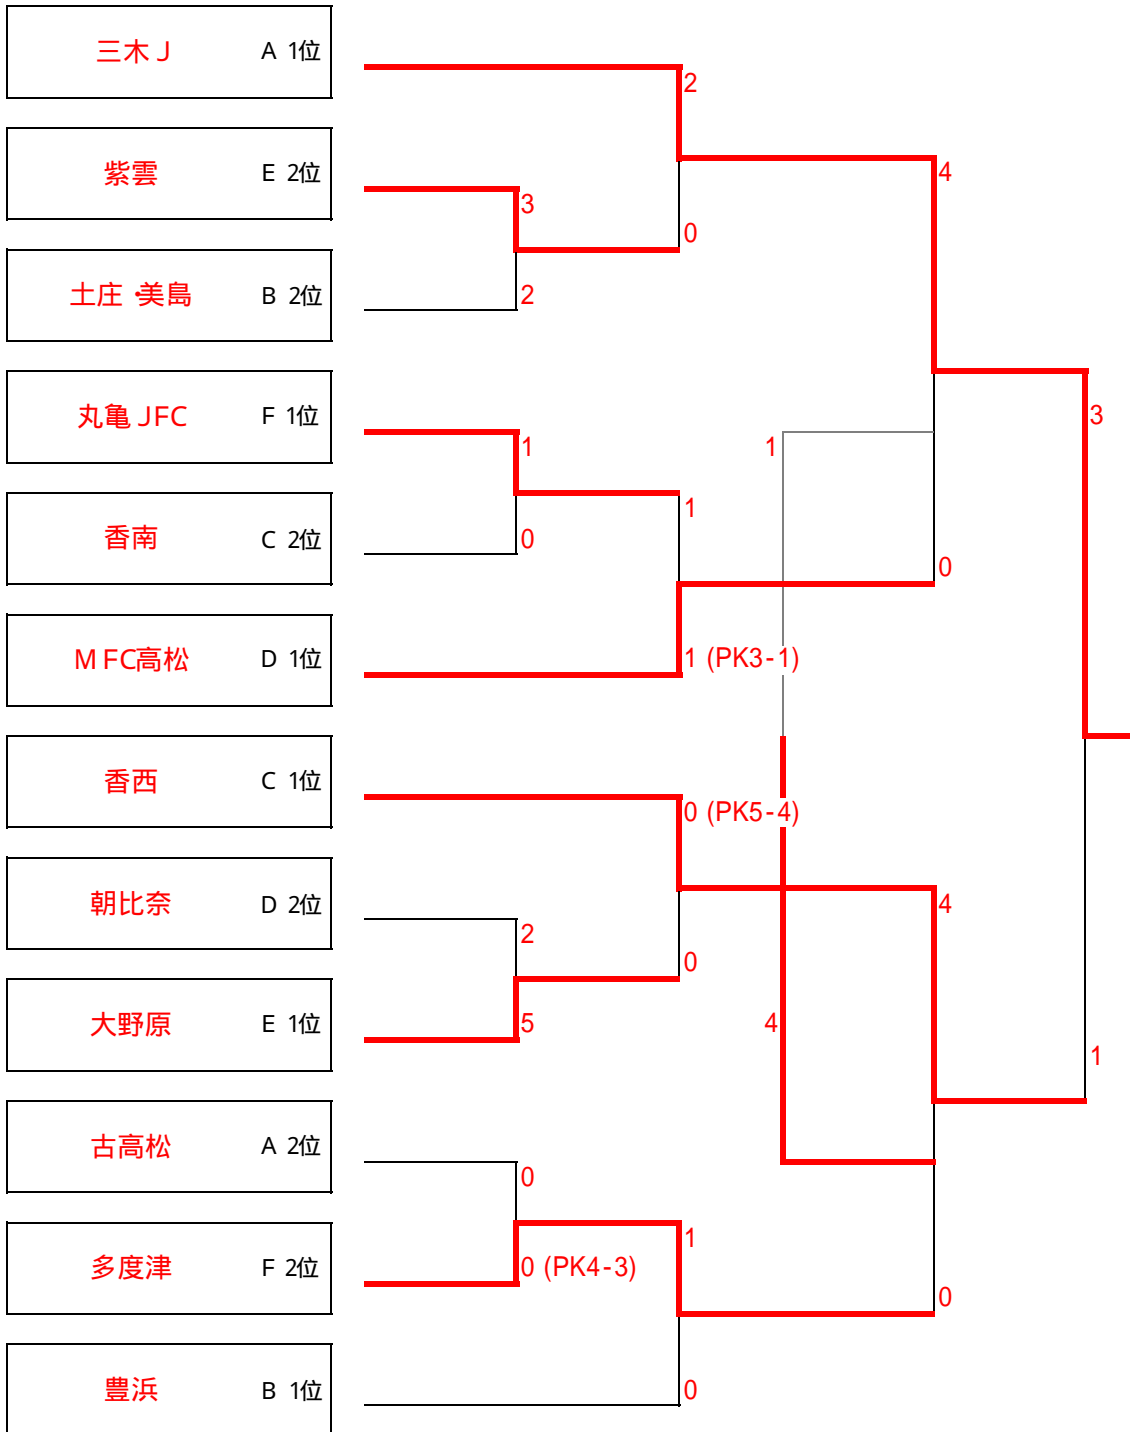 三木J A 1位
2
紫雲 E 2位
4
3
0
土庄・美島 B 2位
2
丸亀JFC F 1位
3
1
1
1
香南 C 2位
0
0
MFC高松 D 1位
1 (PK3-1)
香西 C 1位
0 (PK5-4)
朝比奈 D 2位
4
2
0
大野原 E 1位
5
4
1
古高松 A 2位
0
1
多度津 F 2位
0 (PK4-3)
0
豊浜 B 1位
0